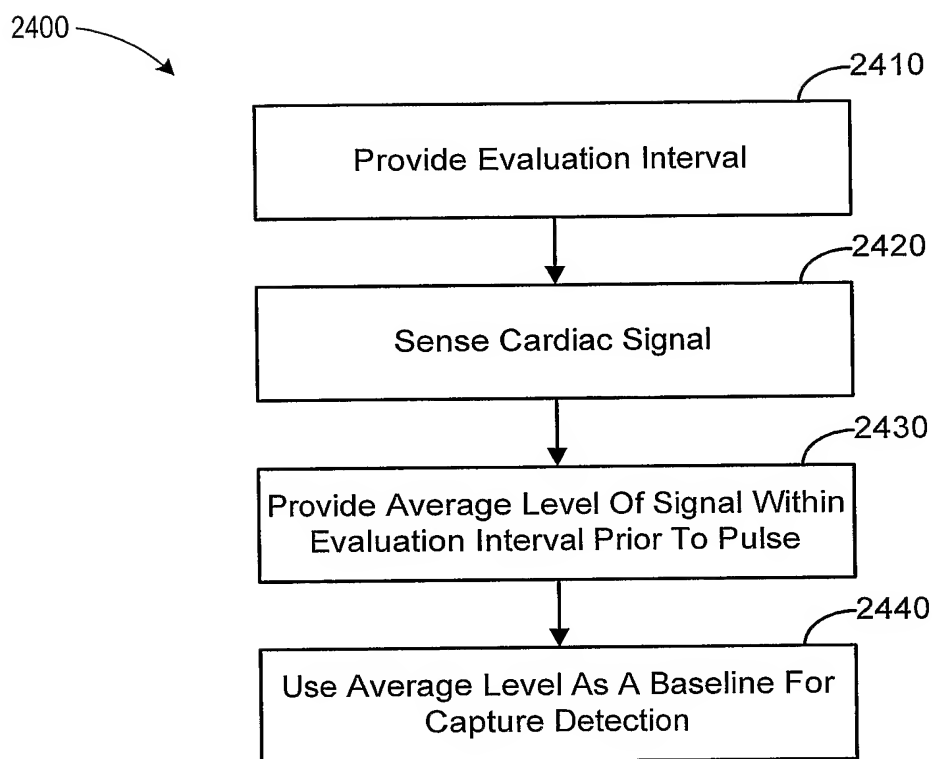 2400
2410
Provide Evaluation Interval
2420
Sense Cardiac Signal
2430
Provide Average Level Of Signal Within
Evaluation Interval Prior To Pulse
2440
Use Average Level As A Baseline For
Capture Detection